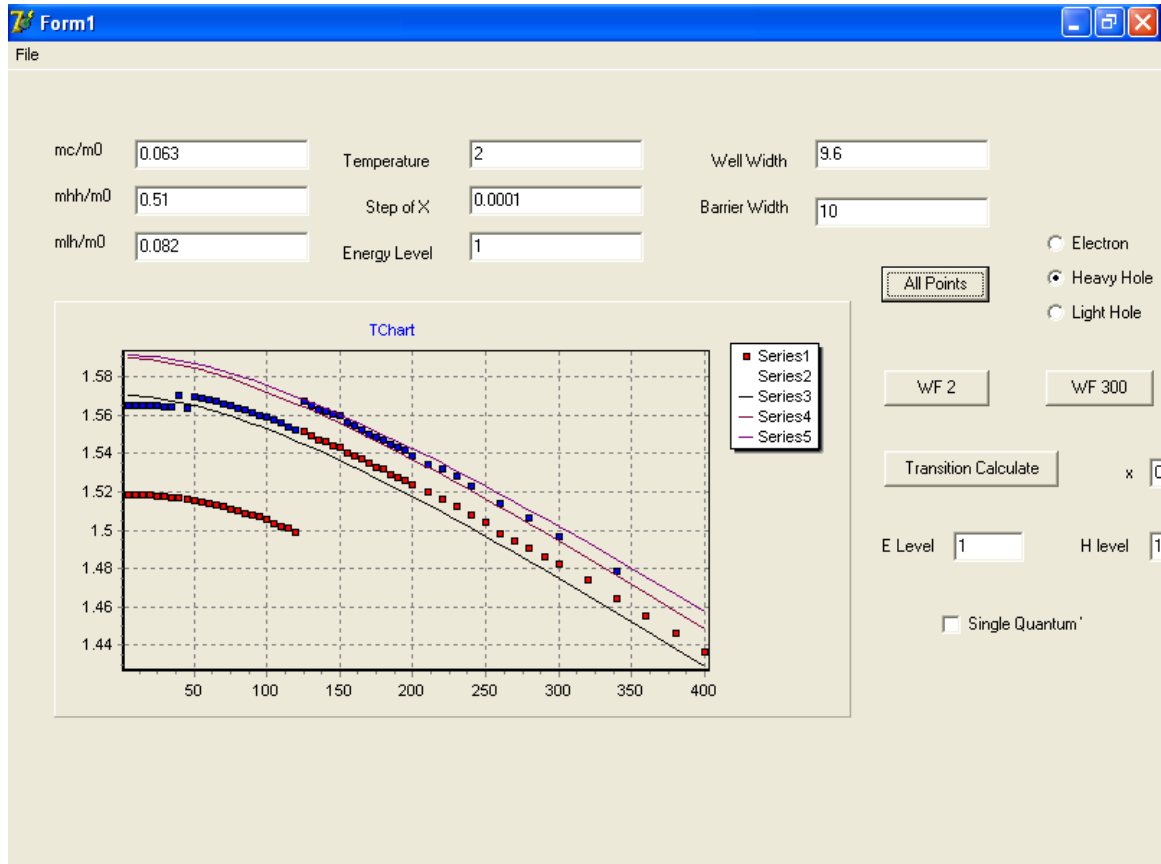 Form1
File
mc/m0 0.063 Temperature 2 Well Width 9.6
mhh/m0 0.51 Step of X 0.0001 Barrier Width 10
mlh/m0 0.082 Energy Level 1
Electron
All Points Heavy Hole
Light Hole
TChart
1.58
1.56
1.54
1.52
1.5
1.48
1.46
1.44
50 100 150 200 250 300 350 400
Series1
Series2
Series3
Series4
Series5
WF 2 WF 300
Transition Calculate x
E Level 1 H level 1
Single Quantum